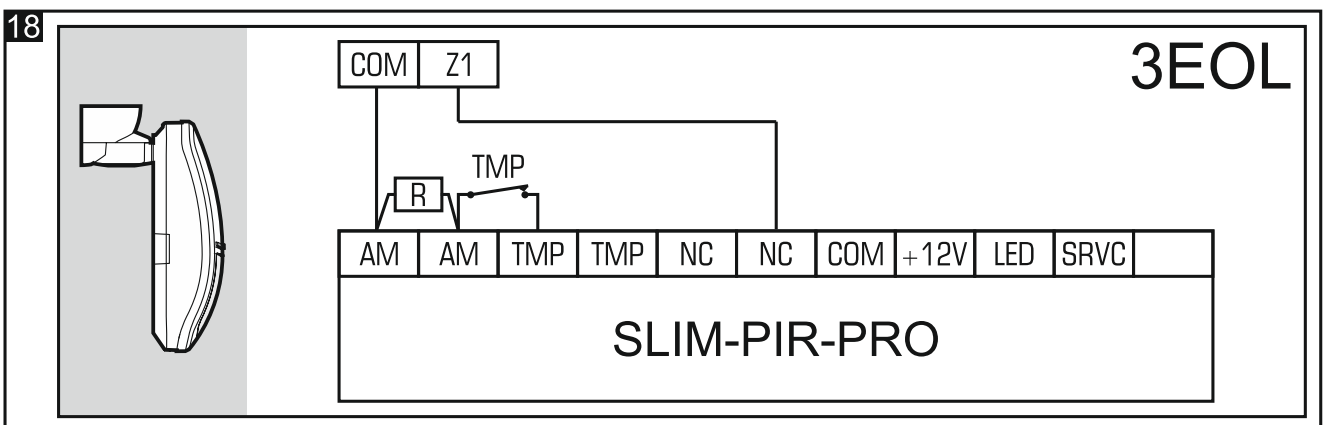 18
3EOL
COM Z1
TMP
R
AM AM TMP TMP NC NC COM +12V LED SRVC
SLIM-PIR-PRO